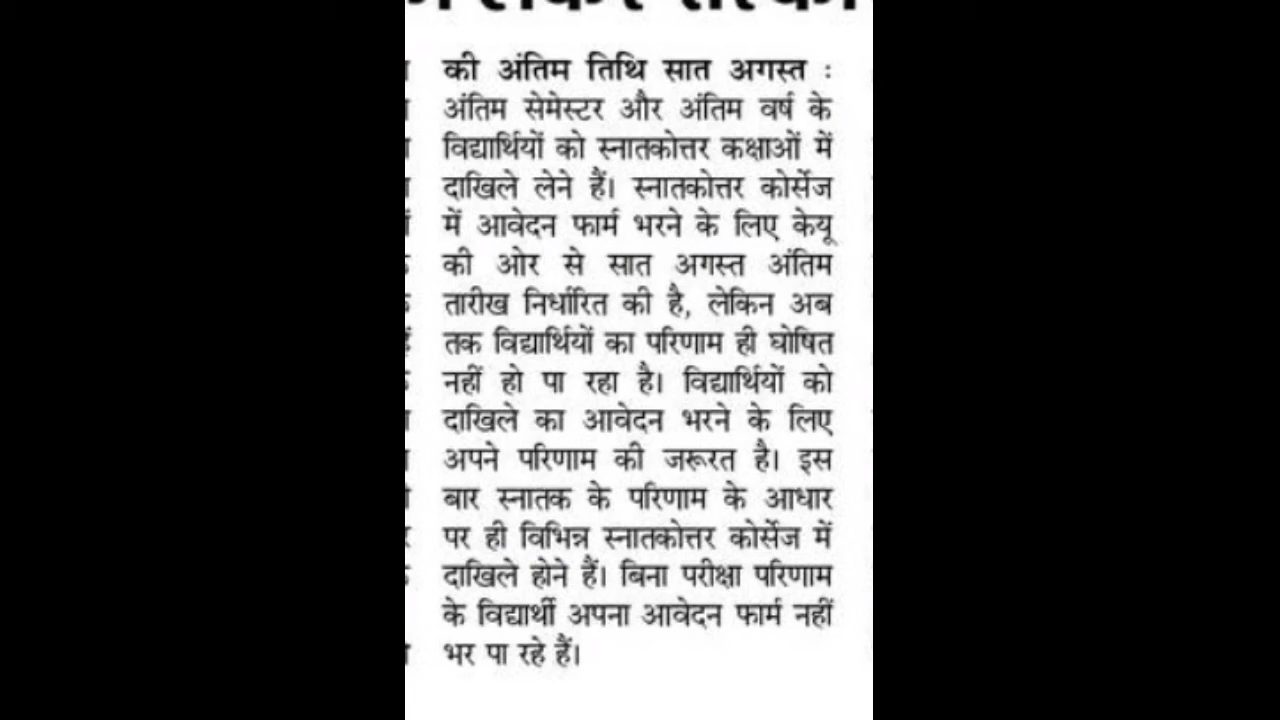 की अंतिम तिथि सात अगस्त :
अंतिम सेमेस्टर और अंतिम वर्ष के
विद्यार्थियों को स्नातकोत्तर कक्षाओं में
दाखिले लेने हैं। स्नातकोत्तर कोर्सेज
में आवेदन फार्म भरने के लिए केयू
की ओर से सात अगस्त अंतिम
तारीख निर्धारित की है, लेकिन अब
तक विद्यार्थियों का परिणाम ही घोषित
नहीं हो पा रहा है। विद्यार्थियों को
दाखिले का आवेदन भरने के लिए
अपने परिणाम की जरूरत है। इस
बार स्नातक के परिणाम के आधार
पर ही विभिन्न स्नातकोत्तर कोर्सेज में
दाखिले होने हैं। बिना परीक्षा परिणाम
के विद्यार्थी अपना आवेदन फार्म नहीं
भर पा रहे हैं।